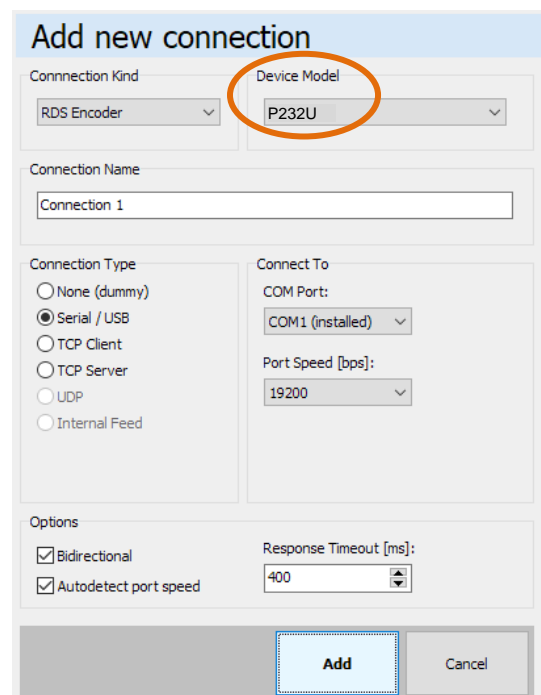 Add new connection
Connnection Kind
Device Model
RDS Encoder
P232U
Connection Name
Connection 1
Connection Type
Connect To
None (dummy)
COM Port:
Serial / USB
COM1 (installed)
TCP Client
TCP Server
Port Speed [bps]:
UDP
19200
Internal Feed
Options
Bidirectional
Response Timeout [ms]:
Autodetect port speed
400
Add
Cancel